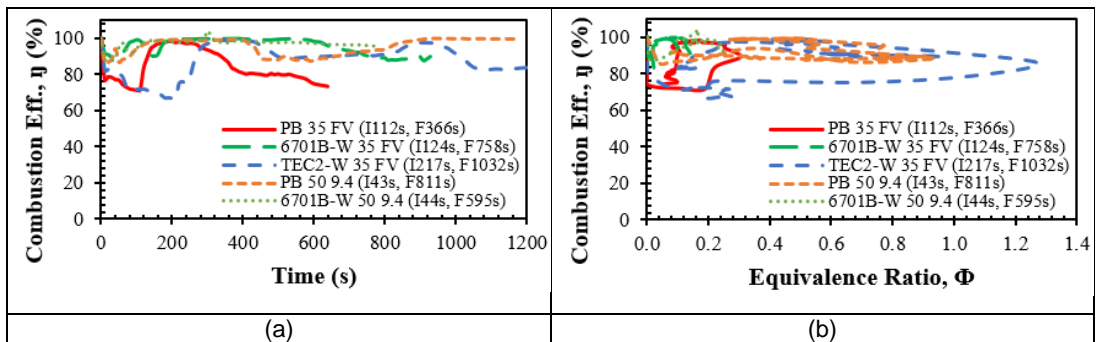 Combustion Eff., η (%)
100
80
60
40
20
0
PB 35 FV (I112s, F366s)
6701B-W 35 FV (I124s, F758s)
TEC2-W 35 FV (I217s, F1032s)
PB 50 9.4 (I43s, F811s)
6701B-W 50 9.4 (I44s, F595s)
0 200 400 600 800 1000 1200
Time (s)
(a)
Combustion Eff., η (%)
100
80
60
40
20
0
PB 35 FV (I112s, F366s)
6701B-W 35 FV (I124s, F758s)
TEC2-W 35 FV (I217s, F1032s)
PB 50 9.4 (I43s, F811s)
6701B-W 50 9.4 (I44s, F595s)
0.0 0.2 0.4 0.6 0.8 1.0 1.2 1.4
Equivalence Ratio, Φ
(b)